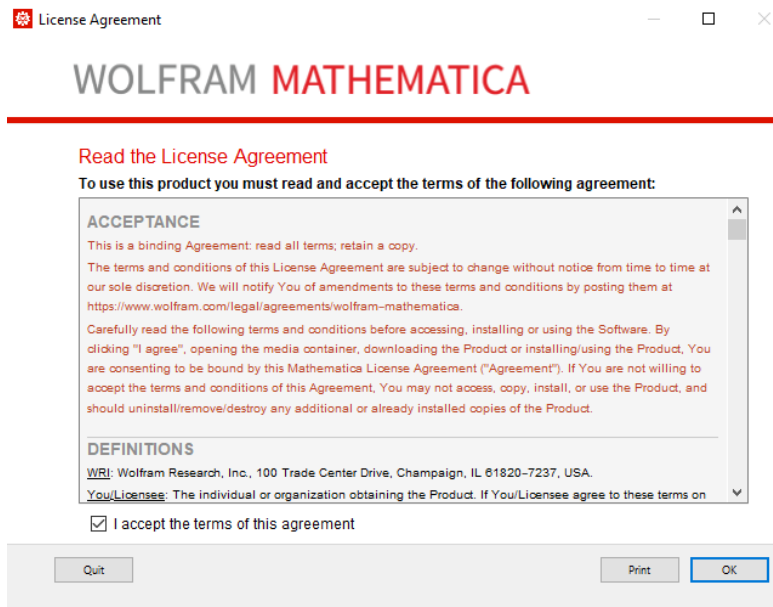 License Agreement
WOLFRAM MATHEMATICA
Read the License Agreement
To use this product you must read and accept the terms of the following agreement:
ACCEPTANCE
This is a binding Agreement: read all terms; retain a copy.
The terms and conditions of this License Agreement are subject to change without notice from time to time at
our sole discretion. We will notify You of amendments to these terms and conditions by posting them at
https://www.wolfram.com/legal/agreements/wolfram-mathematica.
Carefully read the following terms and conditions before accessing, installing or using the Software. By
clicking "I agree", opening the media container, downloading the Product or installing/using the Product, You
are consenting to be bound by this Mathematica License Agreement ("Agreement"). If You are not willing to
accept the terms and conditions of this Agreement, You may not access, copy, install, or use the Product, and
should uninstall/remove/destroy any additional or already installed copies of the Product.
DEFINITIONS
WRI: Wolfram Research, Inc., 100 Trade Center Drive, Champaign, IL 61820-7237, USA.
You/Licensee: The individual or organization obtaining the Product. If You/Licensee agree to these terms on
I accept the terms of this agreement
Quit
Print
OK